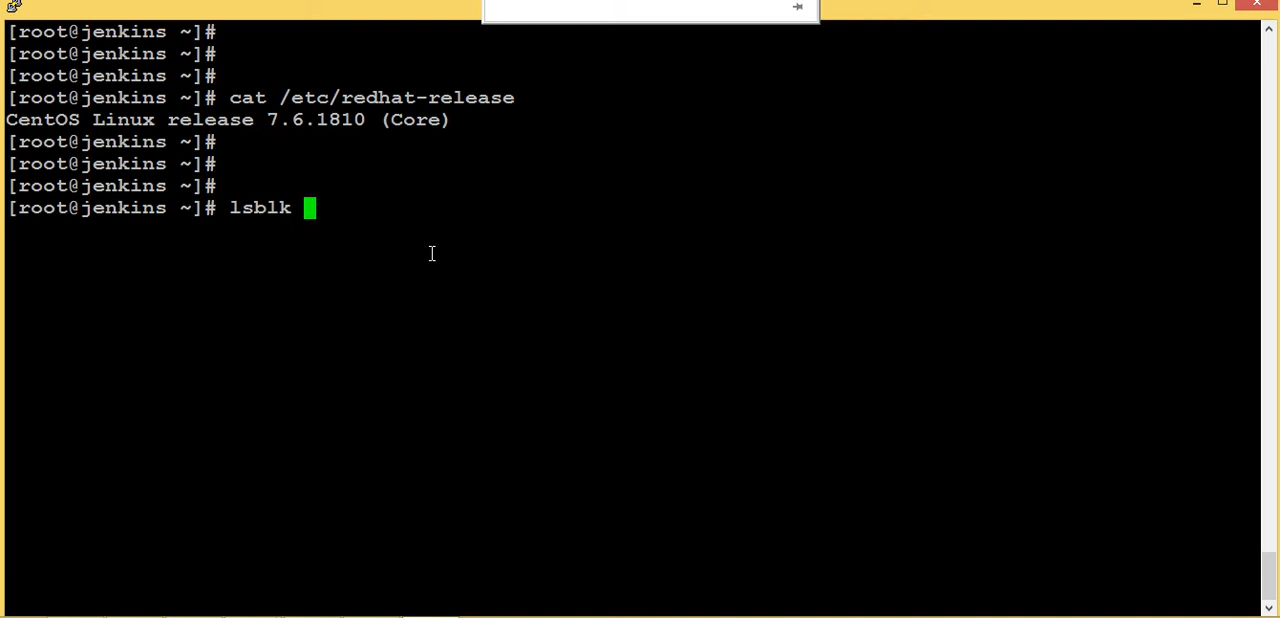 [root@jenkins ~]#
[root@jenkins ~]#
[root@jenkins ~]#
[root@jenkins ~]# cat /etc/redhat-release
CentOS Linux release 7.6.1810 (Core)
[root@jenkins ~]#
[root@jenkins ~]#
[root@jenkins ~]#
[root@jenkins ~]# lsblk